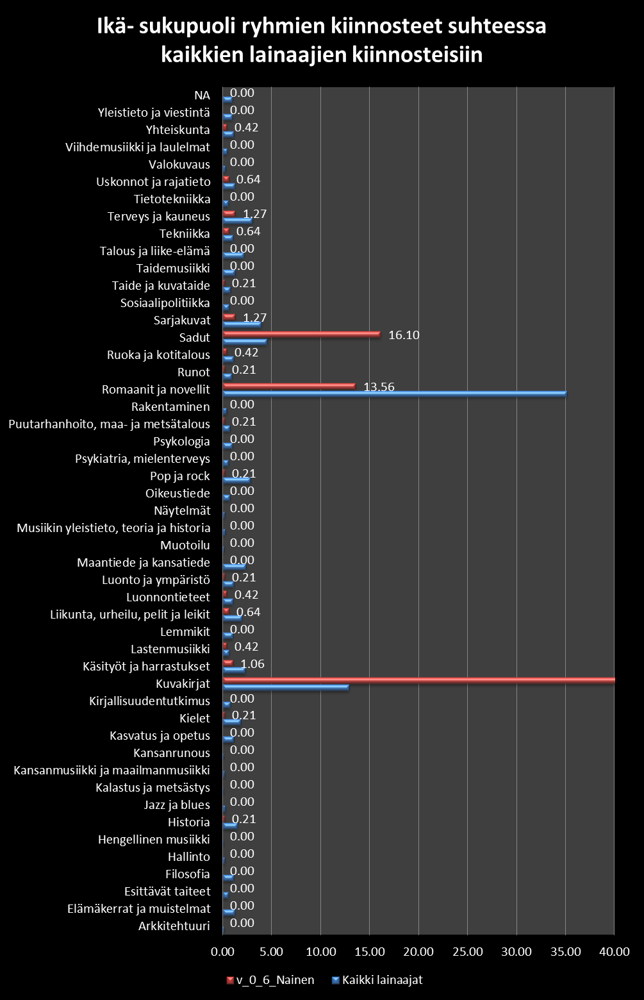 Ikä- sukupuoli ryhmien kiinnosteet suhteessa
kaikkien lainaajien kiinnosteisiin
NA 0.00
Yleistieto ja viestintä 0.00
Yhteiskunta 0.42
Viihdemusiikki ja laulelmat 0.00
Valokuvaus 0.00
Uskonnot ja rajatieto 0.64
Tietotekniikka 0.00
Terveys ja kauneus 1.27
Tekniikka 0.64
Talous ja liike-elämä 0.00
Taidemusiikki 0.00
Taide ja kuvataide 0.21
Sosiaalipolitiikka 0.00
Sarjakuvat 1.27
Sadut 16.10
Ruoka ja kotitalous 0.42
Runot 0.21
Romaanit ja novellit 13.56
Rakentaminen 0.00
Puutarhanhoito, maa- ja metsätalous 0.21
Psykologia 0.00
Psykiatria, mielenterveys 0.00
Pop ja rock 0.21
Oikeustiede 0.00
Näytelmät 0.00
Musiikin yleistieto, teoria ja historia 0.00
Muotoilu 0.00
Maantiede ja kansatiede 0.00
Luonto ja ympäristö 0.21
Luonnontieteet 0.42
Liikunta, urheilu, pelit ja leikit 0.64
Lemmikit 0.00
Lastenmusiikki 0.42
Käsityöt ja harrastukset 1.06
Kuvakirjat
Kirjallisuudentutkimus 0.00
Kielet 0.21
Kasvatus ja opetus 0.00
Kansanrunous 0.00
Kansanmusiikki ja maailmanmusiikki 0.00
Kalastus ja metsästys 0.00
Jazz ja blues 0.00
Historia 0.21
Hengellinen musiikki 0.00
Hallinto 0.00
Filosofia 0.00
Esittävät taiteet 0.00
Elämäkerrat ja muistelmat 0.00
Arkkitehtuuri 0.00
0.00 5.00 10.00 15.00 20.00 25.00 30.00 35.00 40.00
v_0_6_Nainen Kaikki lainaajat